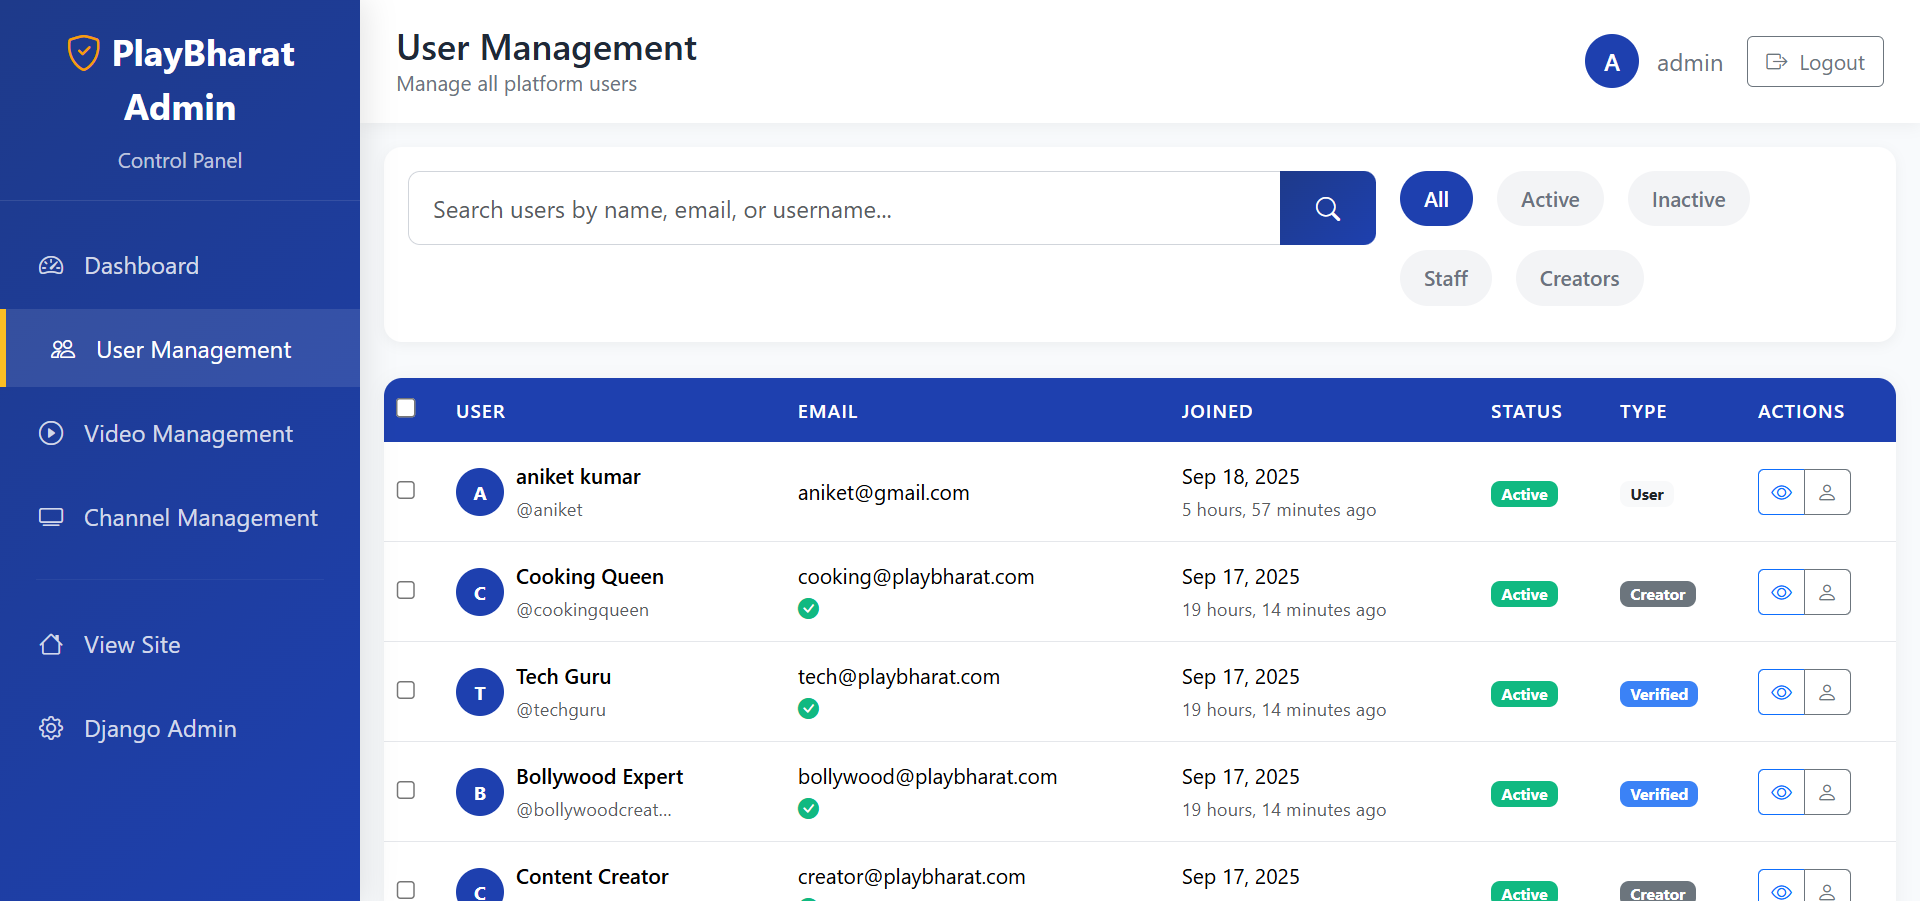 PlayBharat
Admin
Control Panel
Dashboard
User Management
Video Management
Channel Management
View Site
Django Admin
User Management
Manage all platform users
A
admin
Logout
Search users by name, email, or username...
All
Active
Inactive
Staff
Creators
USER EMAIL JOINED STATUS TYPE ACTIONS
A
aniket kumar
@aniket
aniket@gmail.com
Sep 18, 2025
5 hours, 57 minutes ago
Active
User
C
Cooking Queen
@cookingqueen
cooking@playbharat.com
Sep 17, 2025
19 hours, 14 minutes ago
Active
Creator
T
Tech Guru
@techguru
tech@playbharat.com
Sep 17, 2025
19 hours, 14 minutes ago
Active
Verified
B
Bollywood Expert
@bollywoodcreat...
bollywood@playbharat.com
Sep 17, 2025
19 hours, 14 minutes ago
Active
Verified
C
Content Creator
creator@playbharat.com
Sep 17, 2025
Active
Creator